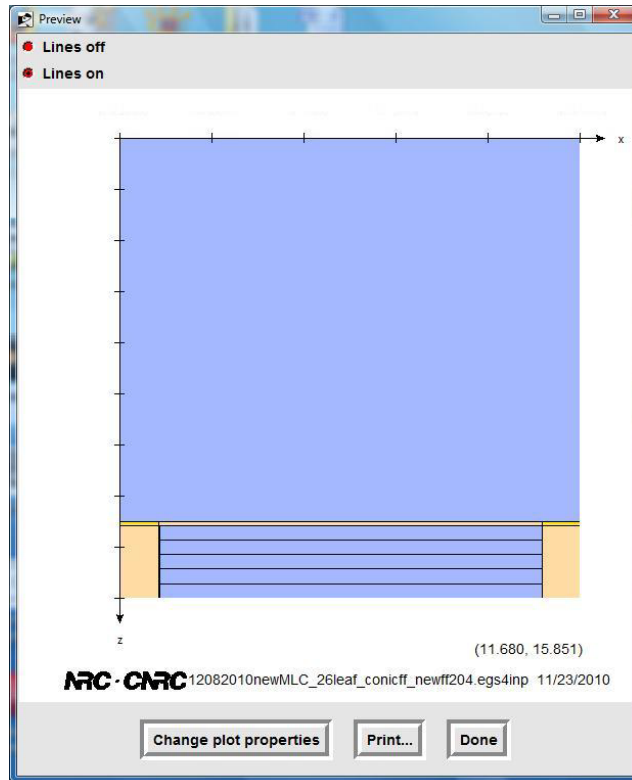 Preview
Lines off
Lines on
x
z
(11.680, 15.851)
NRC · CNRC 12082010newMLC_26leaf_conicff_newff204.egs4inp 11/23/2010
Change plot properties
Print...
Done